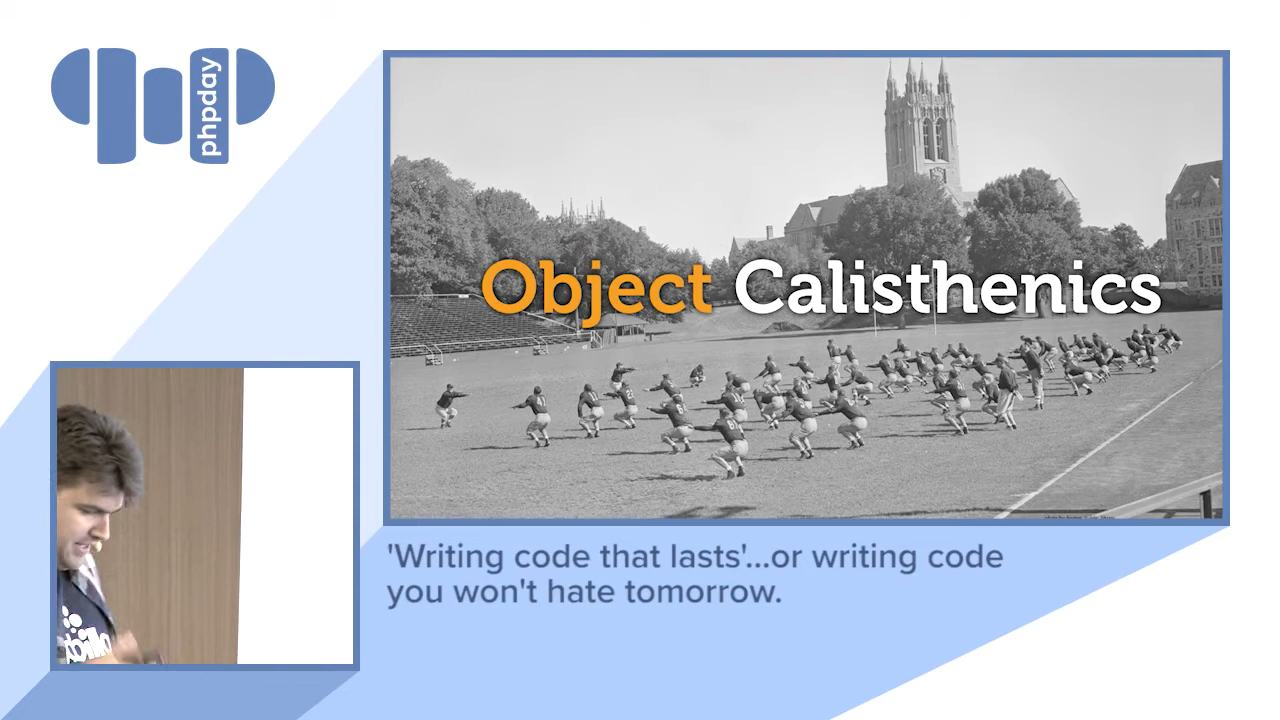 phpday
Object Calisthenics
'Writing code that lasts'...or writing code
you won't hate tomorrow.